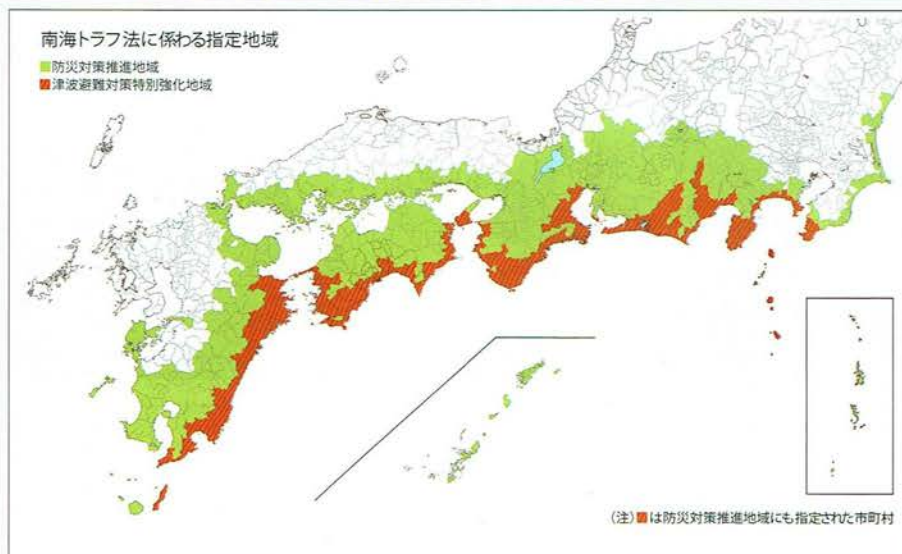 南海トラフ法に係わる指定地域
防災対策推進地域
津波避難対策特別強化地域
（注）は防災対策推進地域にも指定された市町村